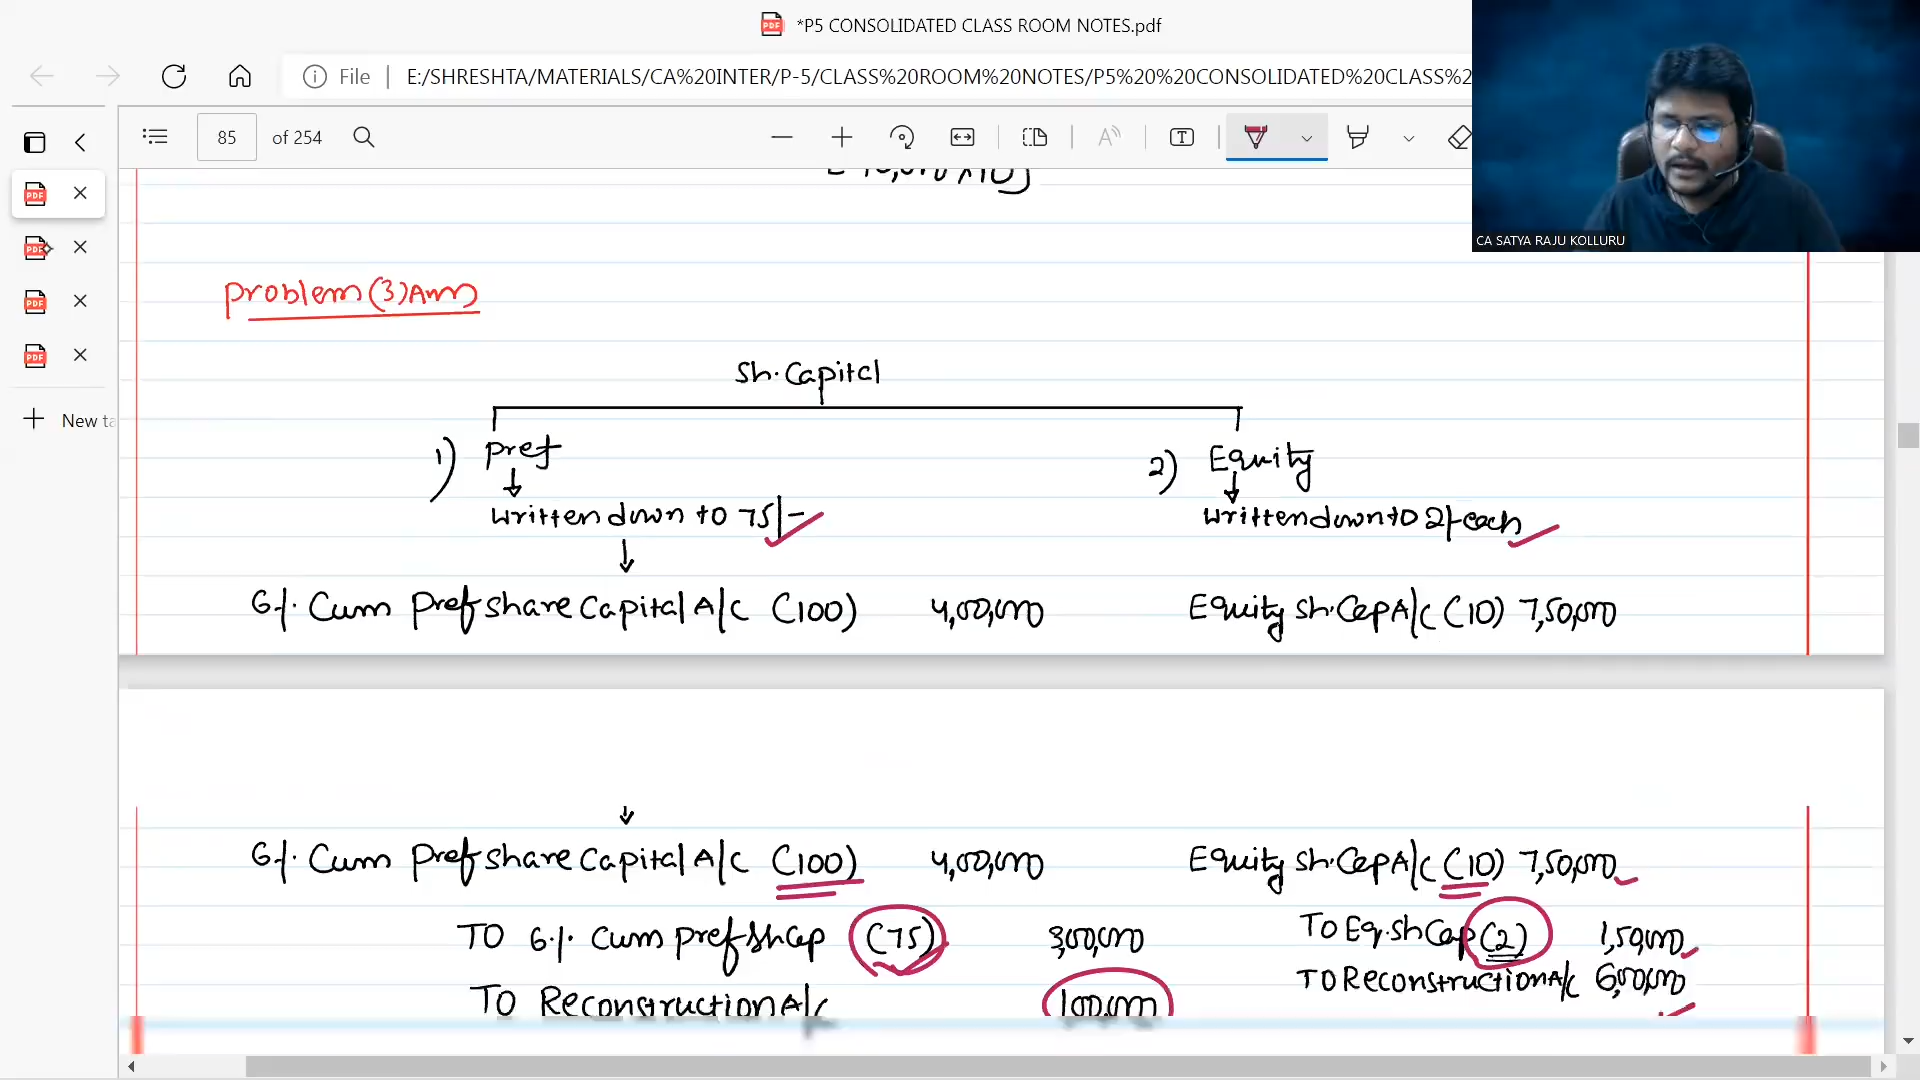 *P5 CONSOLIDATED CLASS ROOM NOTES.pdf
File | E:/SHRESHTA/MATERIALS/CA%20INTER/P-5/CLASS%20ROOM%20NOTES/P5%20%20CONSOLIDATED%20CLASS%2
85 of 254
New ta
CA SATYA RAJU KOLLURU
Problem (3) Ans
Sh. Capital
1) Pref
2) Equity
Written down to 75/-
Written down to 2/- each
6%. Cum Pref share Capital A/c (100) 4,00,000
Equity Sh. Cap A/c (10) 7,50,000
6%. Cum Pref share Capital A/c (100) 4,00,000
Equity Sh. Cap A/c (10) 7,50,000
TO 6%. Cum pref sh cap (75) 3,00,000
To Eq. sh Cap (2) 1,50,000
TO Reconstruction A/c 6,00,000
TO Reconstruction A/c 1,00,000